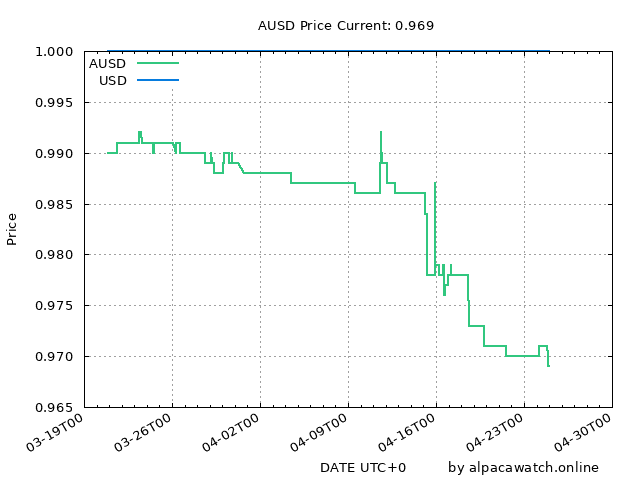 AUSD Price Current: 0.969
1.000
AUSD
USD
0.995
0.990
0.985
0.980
0.975
0.970
0.965
Price
03-19T00
03-26T00
04-02T00
04-09T00
04-16T00
04-23T00
04-30T00
DATE UTC+0
by alpacawatch.online